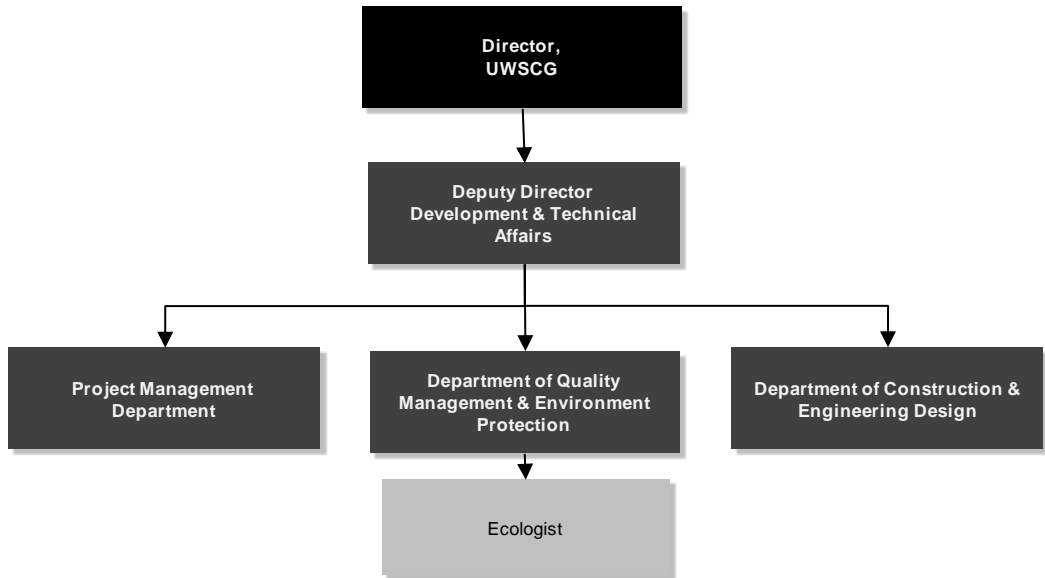 Director,
UWSCG
Deputy Director
Development & Technical
Affairs
Project Management
Department
Department of Quality
Management & Environment
Protection
Department of Construction &
Engineering Design
Ecologist